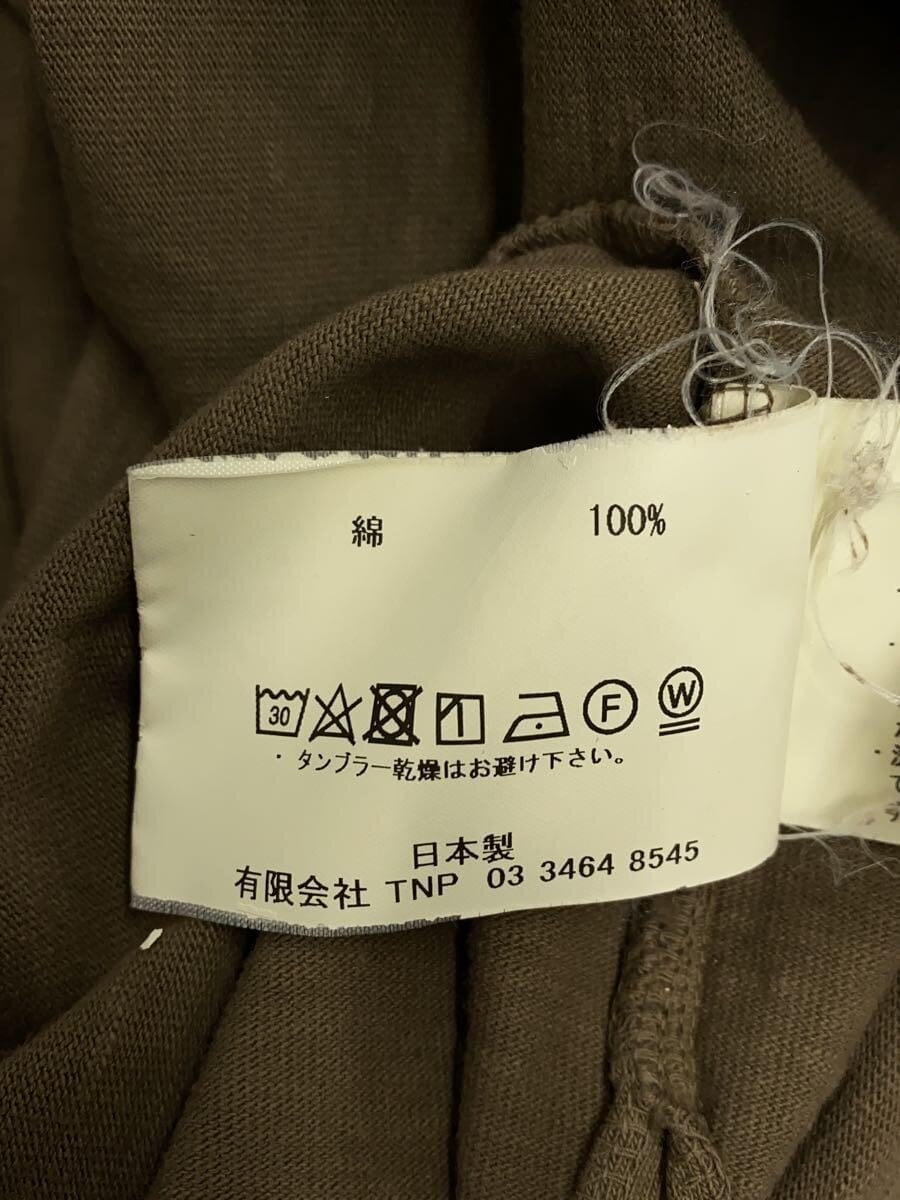 綿 100%
30 F W
・タンブラー乾燥はお避け下さい。
日本製
有限会社 TNP 03 3464 8545